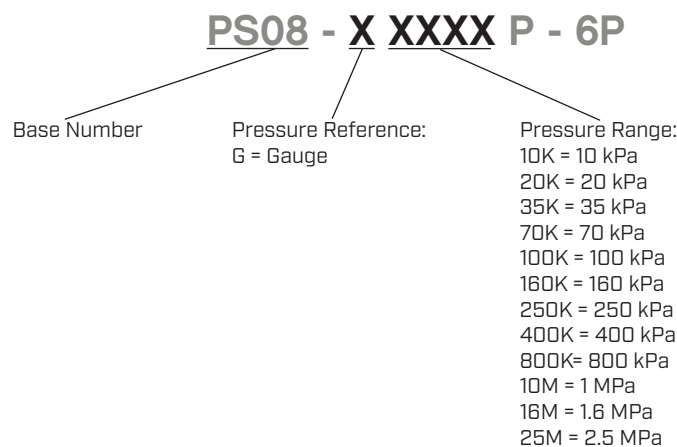 PS08 - X XXXX P - 6P
Base Number
Pressure Reference:
G = Gauge
Pressure Range:
10K = 10 kPa
20K = 20 kPa
35K = 35 kPa
70K = 70 kPa
100K = 100 kPa
160K = 160 kPa
250K = 250 kPa
400K = 400 kPa
800K= 800 kPa
10M = 1 MPa
16M = 1.6 MPa
25M = 2.5 MPa